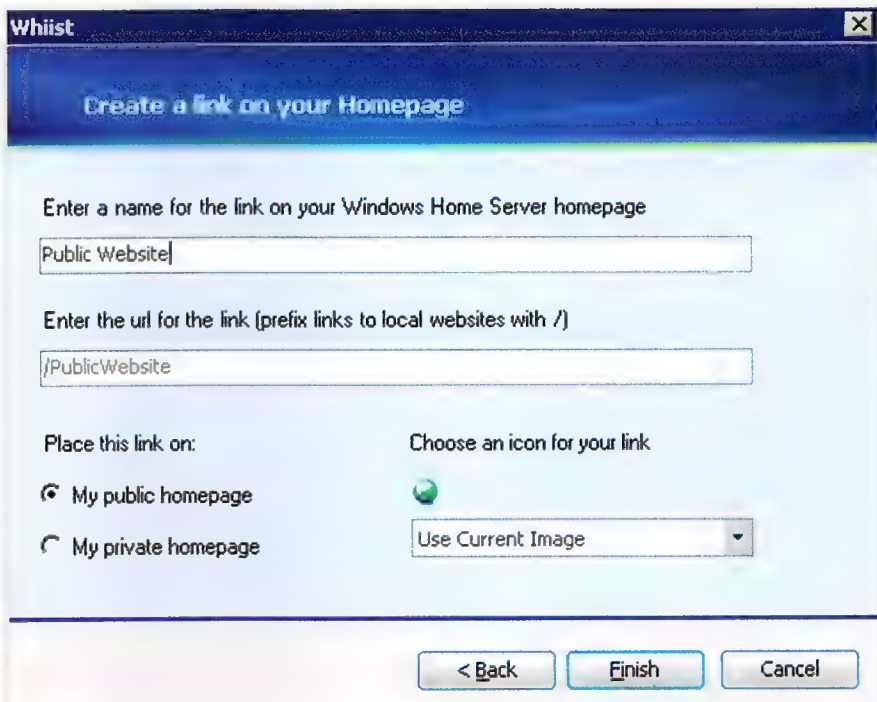 Whiist
Create a link on your Homepage
Enter a name for the link on your Windows Home Server homepage
Public Website
Enter the url for the link (prefix links to local websites with /)
/PublicWebsite
Place this link on:
Choose an icon for your link
My public homepage
My private homepage
Use Current Image
< Back
Finish
Cancel